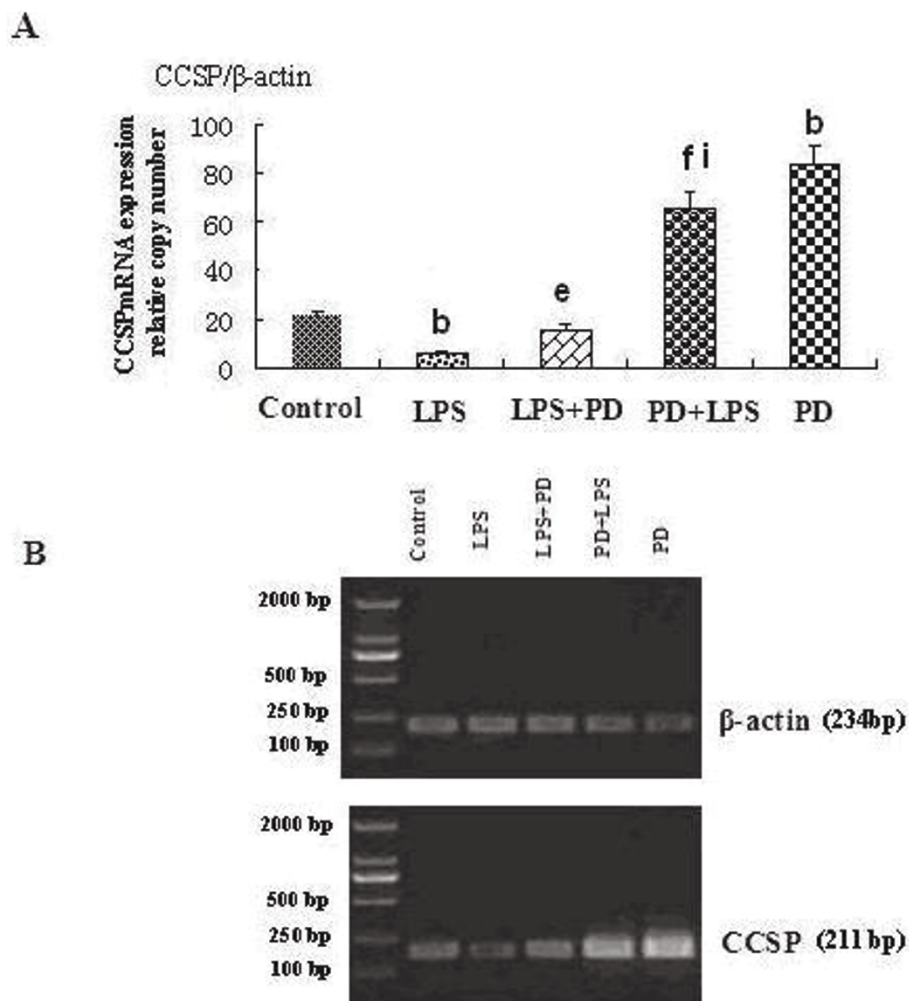 A
CCSP/β-actin
CCSPmRNA expression
relative copy number
100
80
60
40
20
0
b
e
f i
b
Control LPS LPS+PD PD+LPS PD
B
Control LPS LPS+PD PD+LPS PD
2000 bp
500 bp
250 bp
100 bp
β-actin (234bp)
2000 bp
500 bp
250 bp
100 bp
CCSP (211bp)